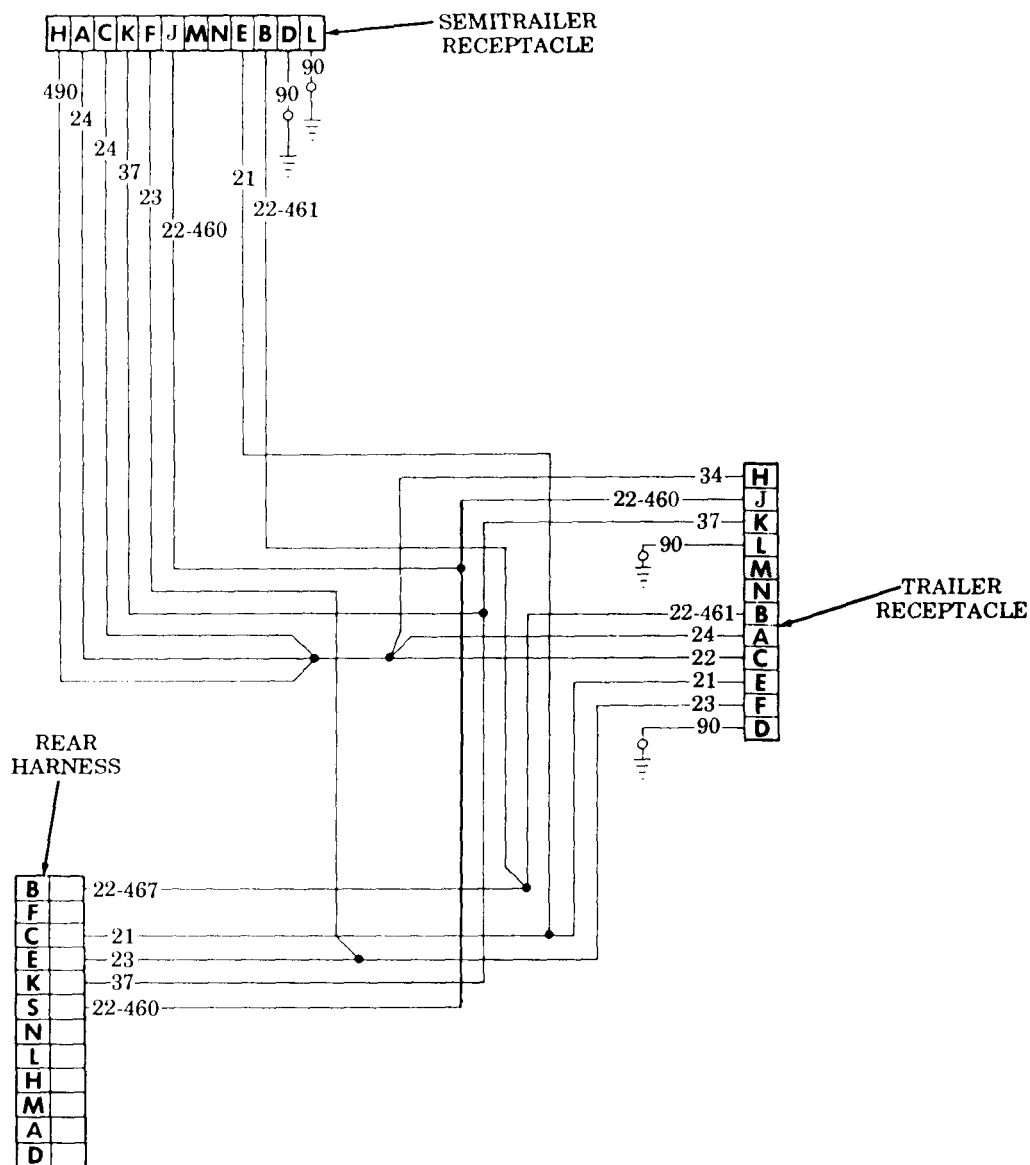 SEMITRAILER
RECEPTACLE
H A C K F J M N E B D L
490
24
24
37
23
22-460
21
22-461
90
90
34 H
22-460 J
37 K
90 L
M
N
22-461 B
24 A
22 C
21 E
23 F
90 D
TRAILER
RECEPTACLE
REAR
HARNESS
B 22-467
F
C 21
E 23
K 37
S 22-460
N
L
H
M
A
D